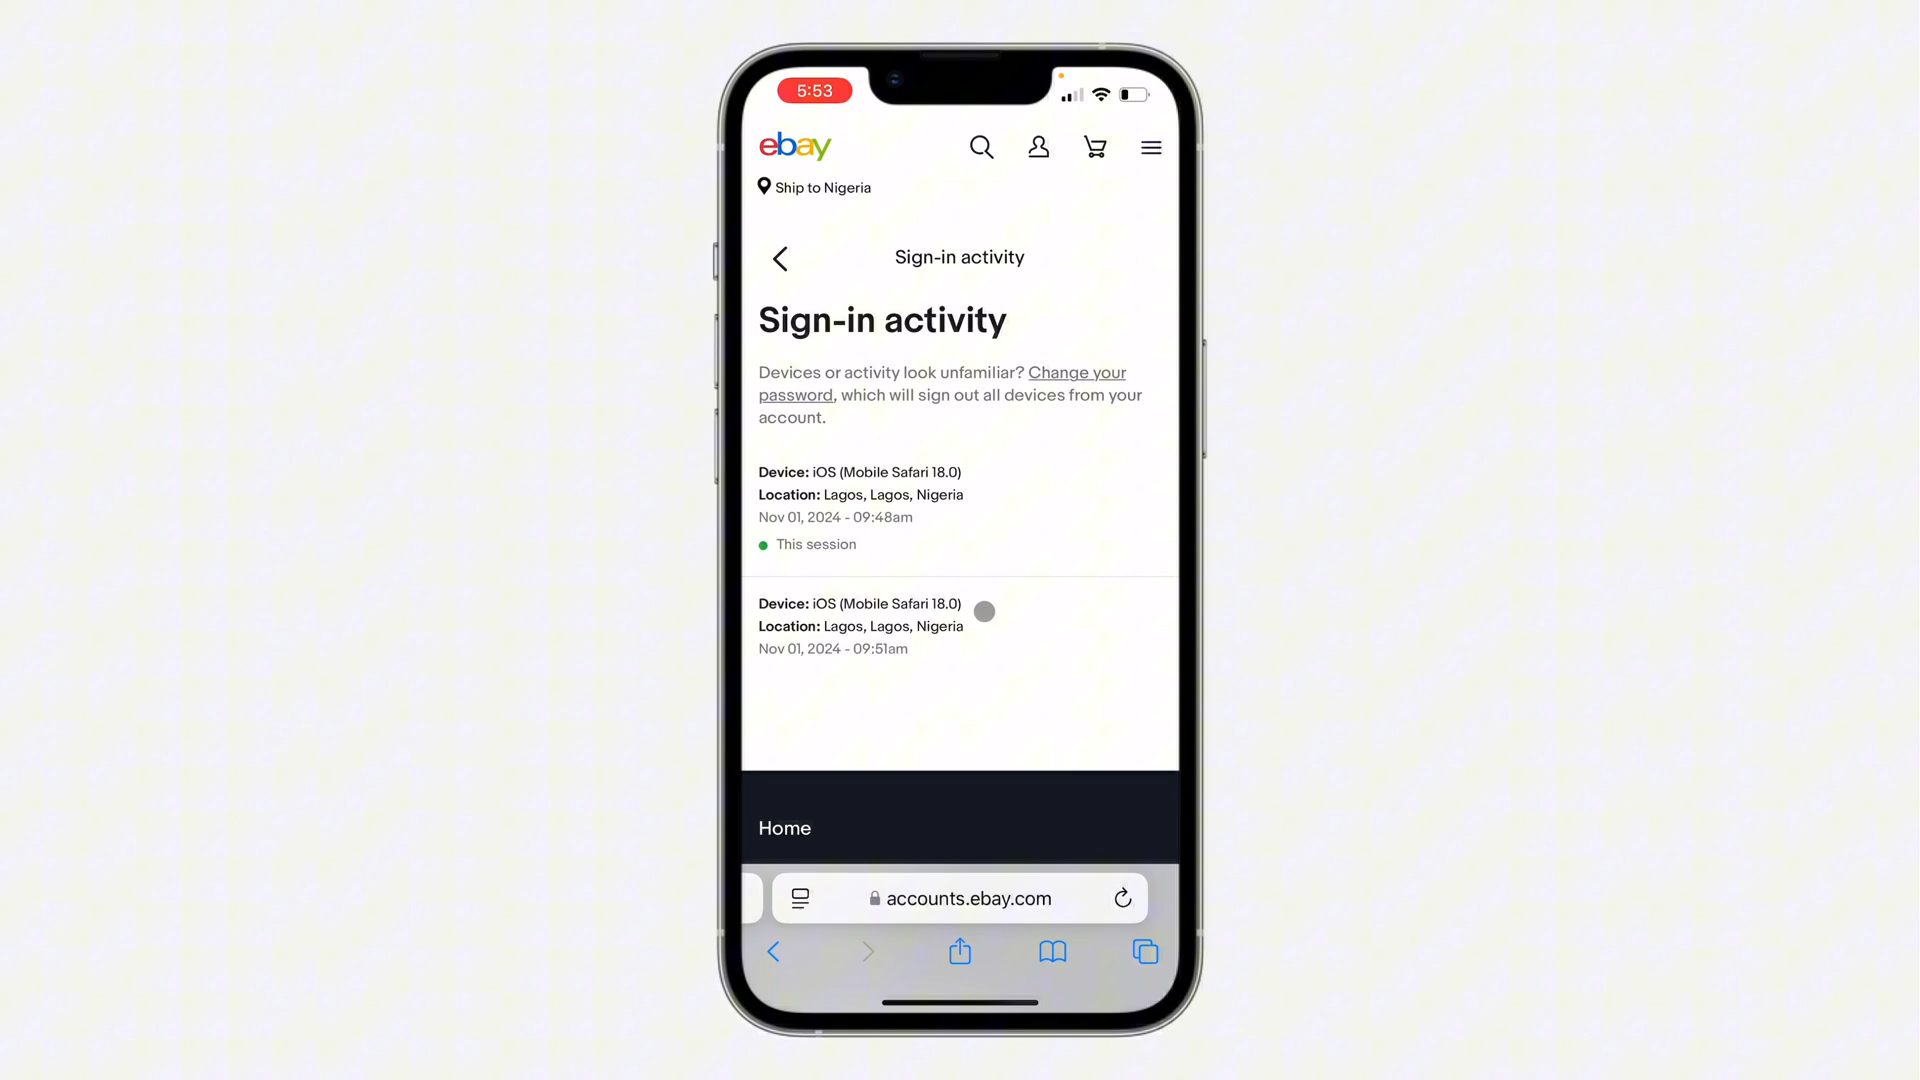 5:53
ebay
Ship to Nigeria
Sign-in activity
Sign-in activity
Devices or activity look unfamiliar? Change your
password, which will sign out all devices from your
account.
Device: iOS (Mobile Safari 18.0)
Location: Lagos, Lagos, Nigeria
Nov 01, 2024 - 09:48am
This session
Device: iOS (Mobile Safari 18.0)
Location: Lagos, Lagos, Nigeria
Nov 01, 2024 - 09:51am
Home
accounts.ebay.com